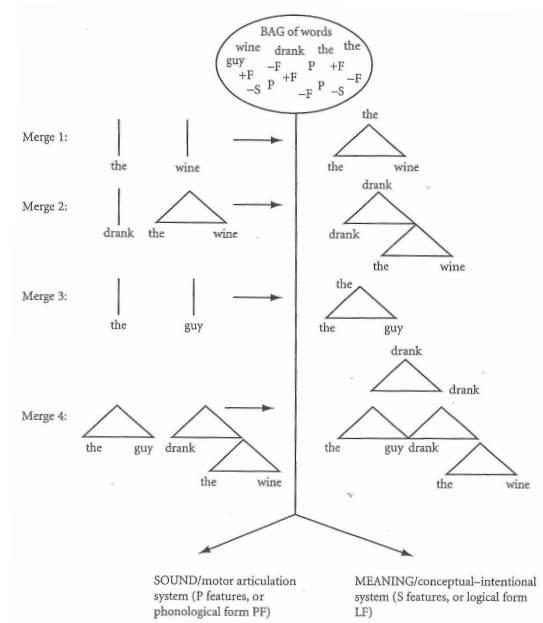 BAG of words
wine drank the the
guy –F P +F
+F P +F –F
–S –F P –S
Merge 1:
the wine
the
the wine
Merge 2:
drank the wine
drank
drank
the wine
Merge 3:
the guy
the
the guy
Merge 4:
the guy drank
the wine
drank
drank
the guy drank
the wine
SOUND/motor articulation
system (P features, or
phonological form PF)
MEANING/conceptual–intentional
system (S features, or logical form
LF)